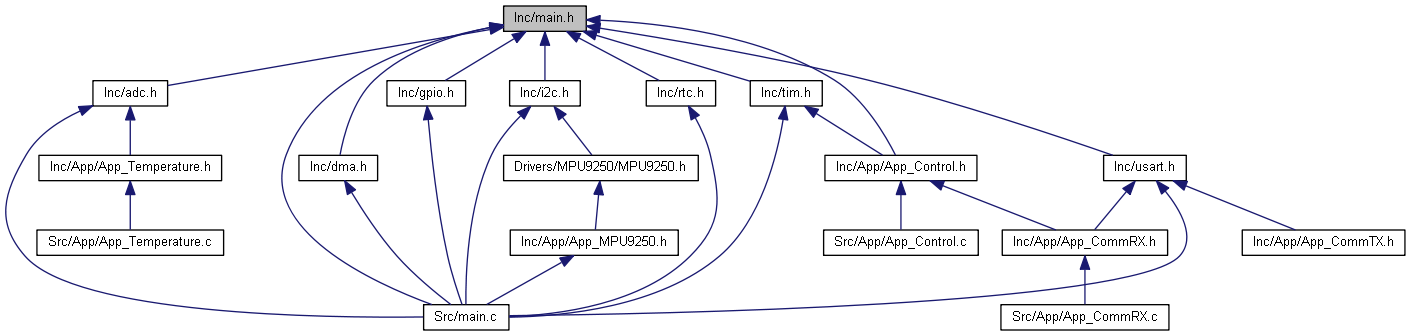 Inc/main.h
Inc/adc.h
Inc/gpio.h
Inc/i2c.h
Inc/rtc.h
Inc/tim.h
Inc/App/App_Temperature.h
Inc/dma.h
Drivers/MPU9250/MPU9250.h
Inc/App/App_Control.h
Inc/usart.h
Src/App/App_Temperature.c
Inc/App/App_MPU9250.h
Src/App/App_Control.c
Inc/App/App_CommRX.h
Inc/App/App_CommTX.h
Src/main.c
Src/App/App_CommRX.c